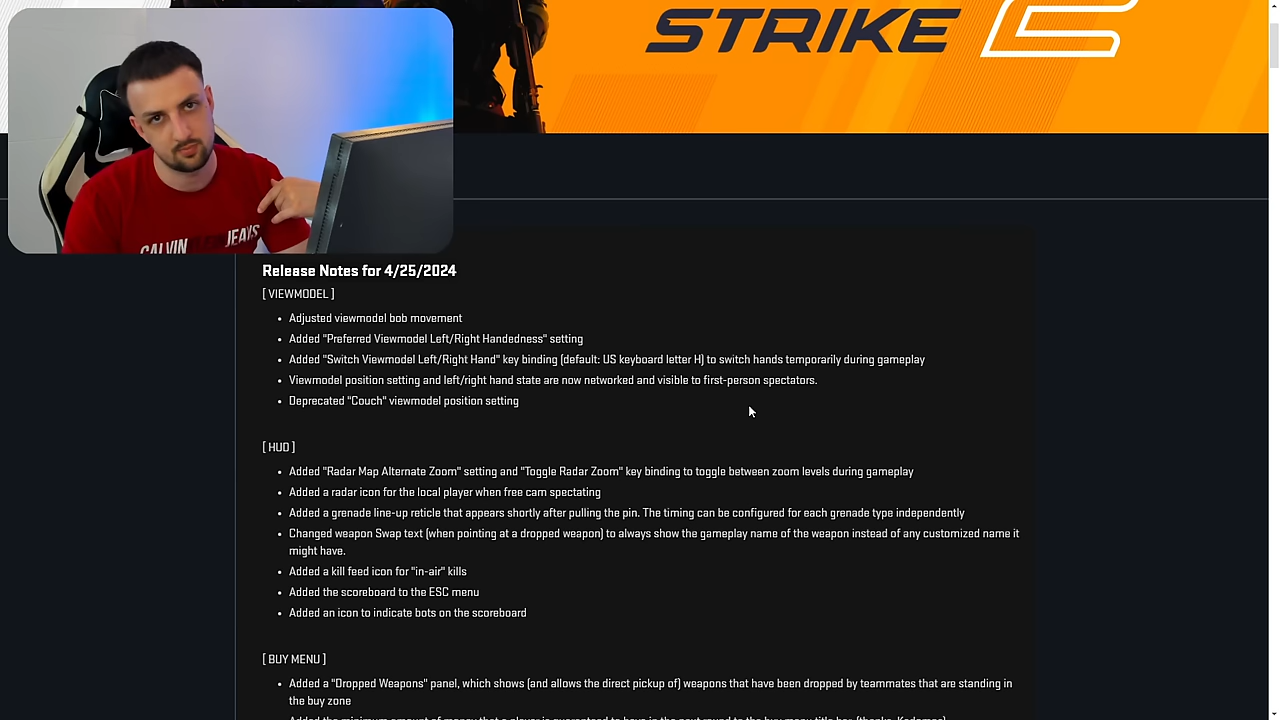 STRIKE 2
CALVIN JEANS
Release Notes for 4/25/2024
[ VIEWMODEL ]
• Adjusted viewmodel bob movement
• Added "Preferred Viewmodel Left/Right Handedness" setting
• Added "Switch Viewmodel Left/Right Hand" key binding (default: US keyboard letter H) to switch hands temporarily during gameplay
• Viewmodel position setting and left/right hand state are now networked and visible to first-person spectators.
• Deprecated "Couch" viewmodel position setting
[ HUD ]
• Added "Radar Map Alternate Zoom" setting and "Toggle Radar Zoom" key binding to toggle between zoom levels during gameplay
• Added a radar icon for the local player when free cam spectating
• Added a grenade line-up reticle that appears shortly after pulling the pin. The timing can be configured for each grenade type independently
• Changed weapon Swap text (when pointing at a dropped weapon) to always show the gameplay name of the weapon instead of any customized name it
might have.
• Added a kill feed icon for "in-air" kills
• Added the scoreboard to the ESC menu
• Added an icon to indicate bots on the scoreboard
[ BUY MENU ]
• Added a "Dropped Weapons" panel, which shows (and allows the direct pickup of) weapons that have been dropped by teammates that are standing in
the buy zone